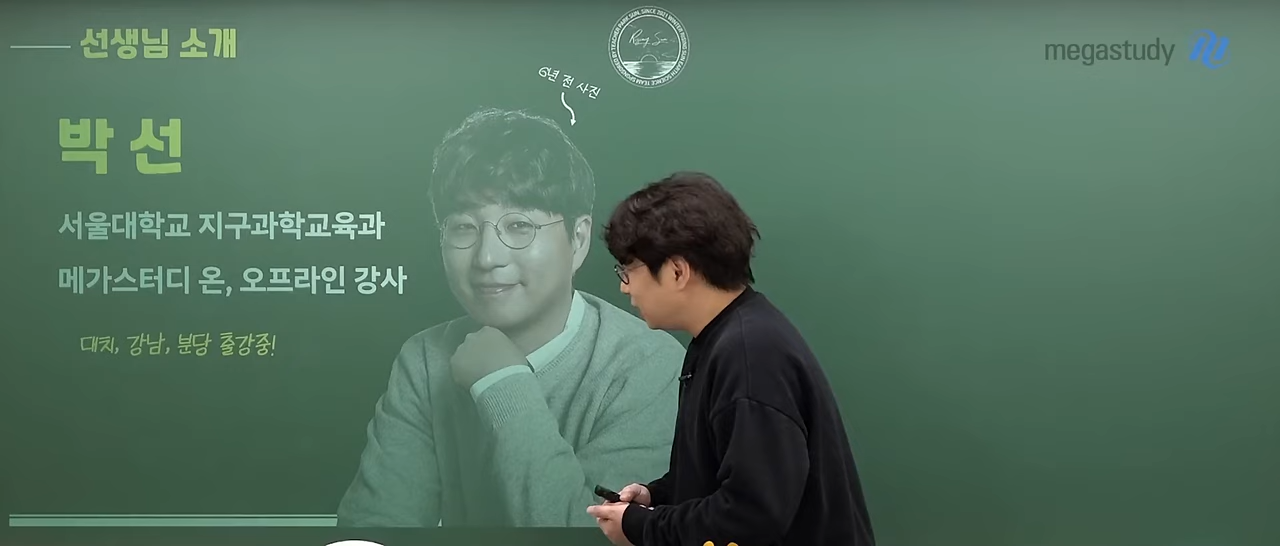 선생님 소개
megastudy
6년 전 사진
박 선
서울대학교 지구과학교육과
메가스터디 온, 오프라인 강사
대치, 강남, 분당 출강중!